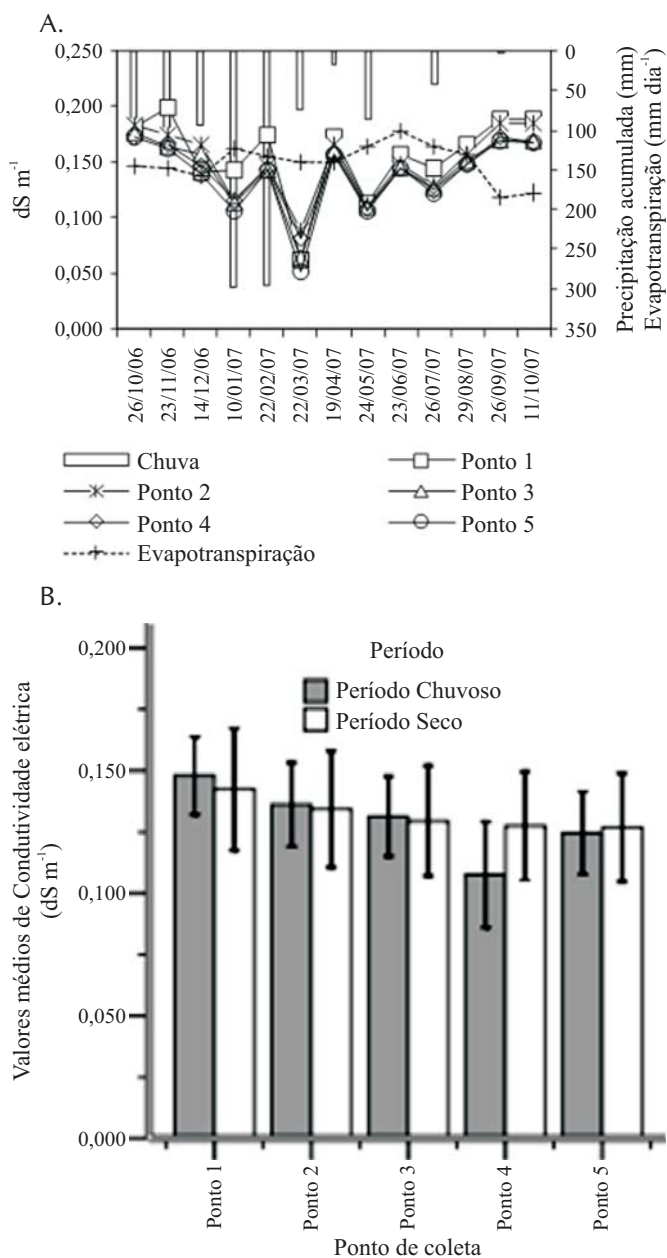 A.
0,250
0,200
0,150
0,100
0,050
0,000
dS m⁻¹
0
50
100
150
200
250
300
350
Precipitação acumulada (mm)
Evapotranspiração (mm dia⁻¹)
26/10/06
23/11/06
14/12/06
10/01/07
22/02/07
22/03/07
19/04/07
24/05/07
23/06/07
26/07/07
29/08/07
26/09/07
11/10/07
Chuva
Ponto 1
Ponto 2
Ponto 3
Ponto 4
Ponto 5
Evapotranspiração
B.
Valores médios de Condutividade elétrica
(dS m⁻¹)
0,200
0,150
0,100
0,050
0,000
Período
Período Chuvoso
Período Seco
Ponto 1
Ponto 2
Ponto 3
Ponto 4
Ponto 5
Ponto de coleta